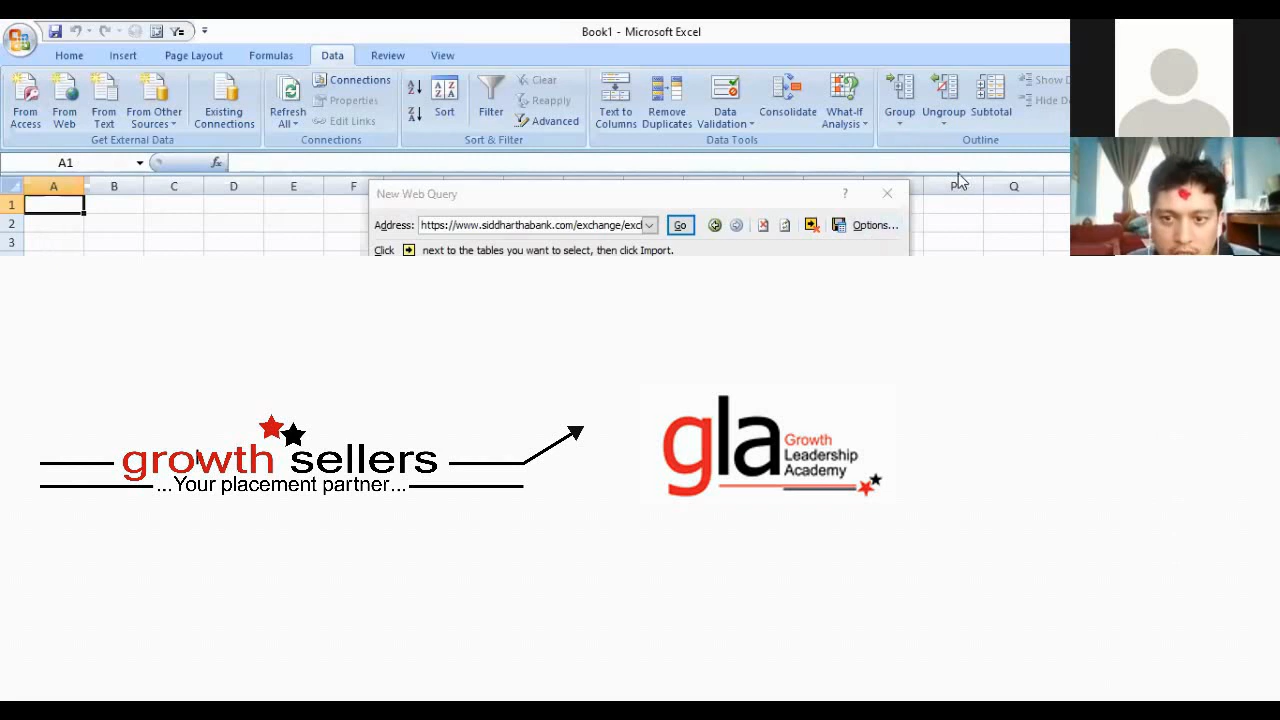 Book1 - Microsoft Excel
Home Insert Page Layout Formulas Data Review View
From Access
From Web
From Text
From Other Sources
Existing Connections
Get External Data
Refresh All
Connections
Properties
Edit Links
Connections
Sort
Filter
Clear
Reapply
Advanced
Sort & Filter
Text to Columns
Remove Duplicates
Data Validation
Consolidate
What-If Analysis
Data Tools
Group
Ungroup
Subtotal
Show
Hide
Outline
A1
fx
A B C D E F P Q
1
2
3
New Web Query
Address: https://www.siddharthabank.com/exchange/excl Go Options...
Click next to the tables you want to select, then click Import.
growth sellers
...Your placement partner...
gla
Growth
Leadership
Academy